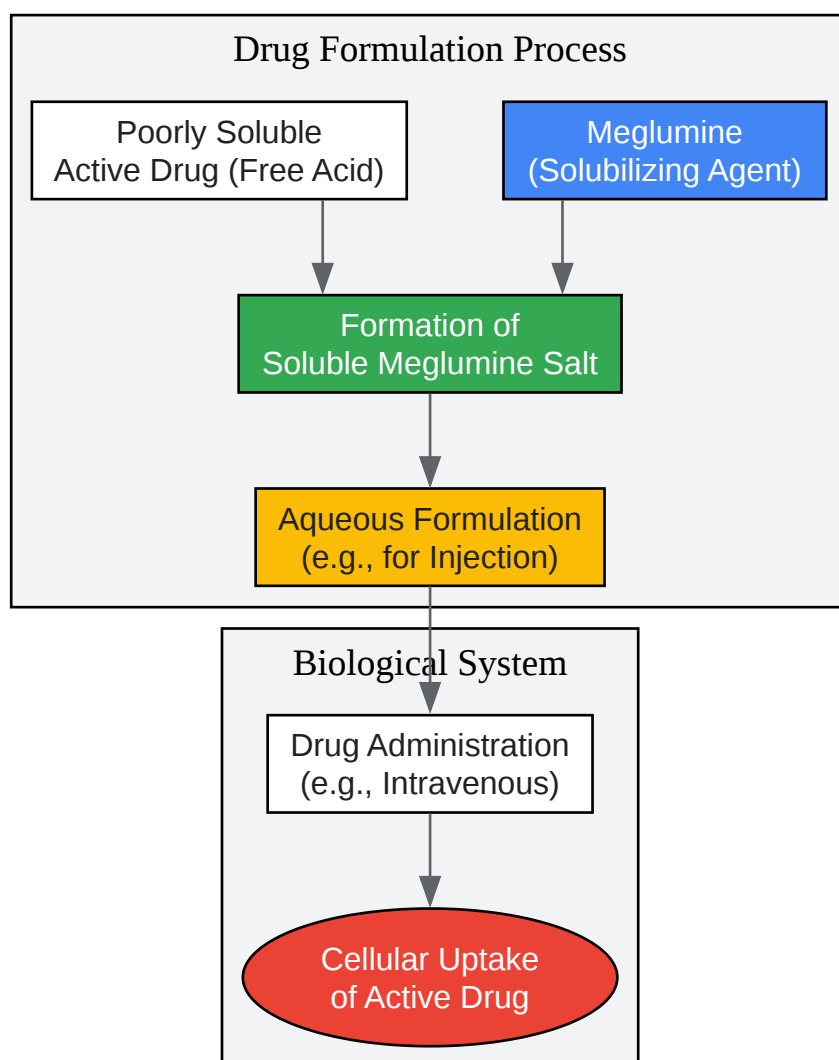 Drug Formulation Process
Poorly Soluble
Active Drug (Free Acid)
Meglumine
(Solubilizing Agent)
Formation of
Soluble Meglumine Salt
Aqueous Formulation
(e.g., for Injection)
Biological System
Drug Administration
(e.g., Intravenous)
Cellular Uptake
of Active Drug